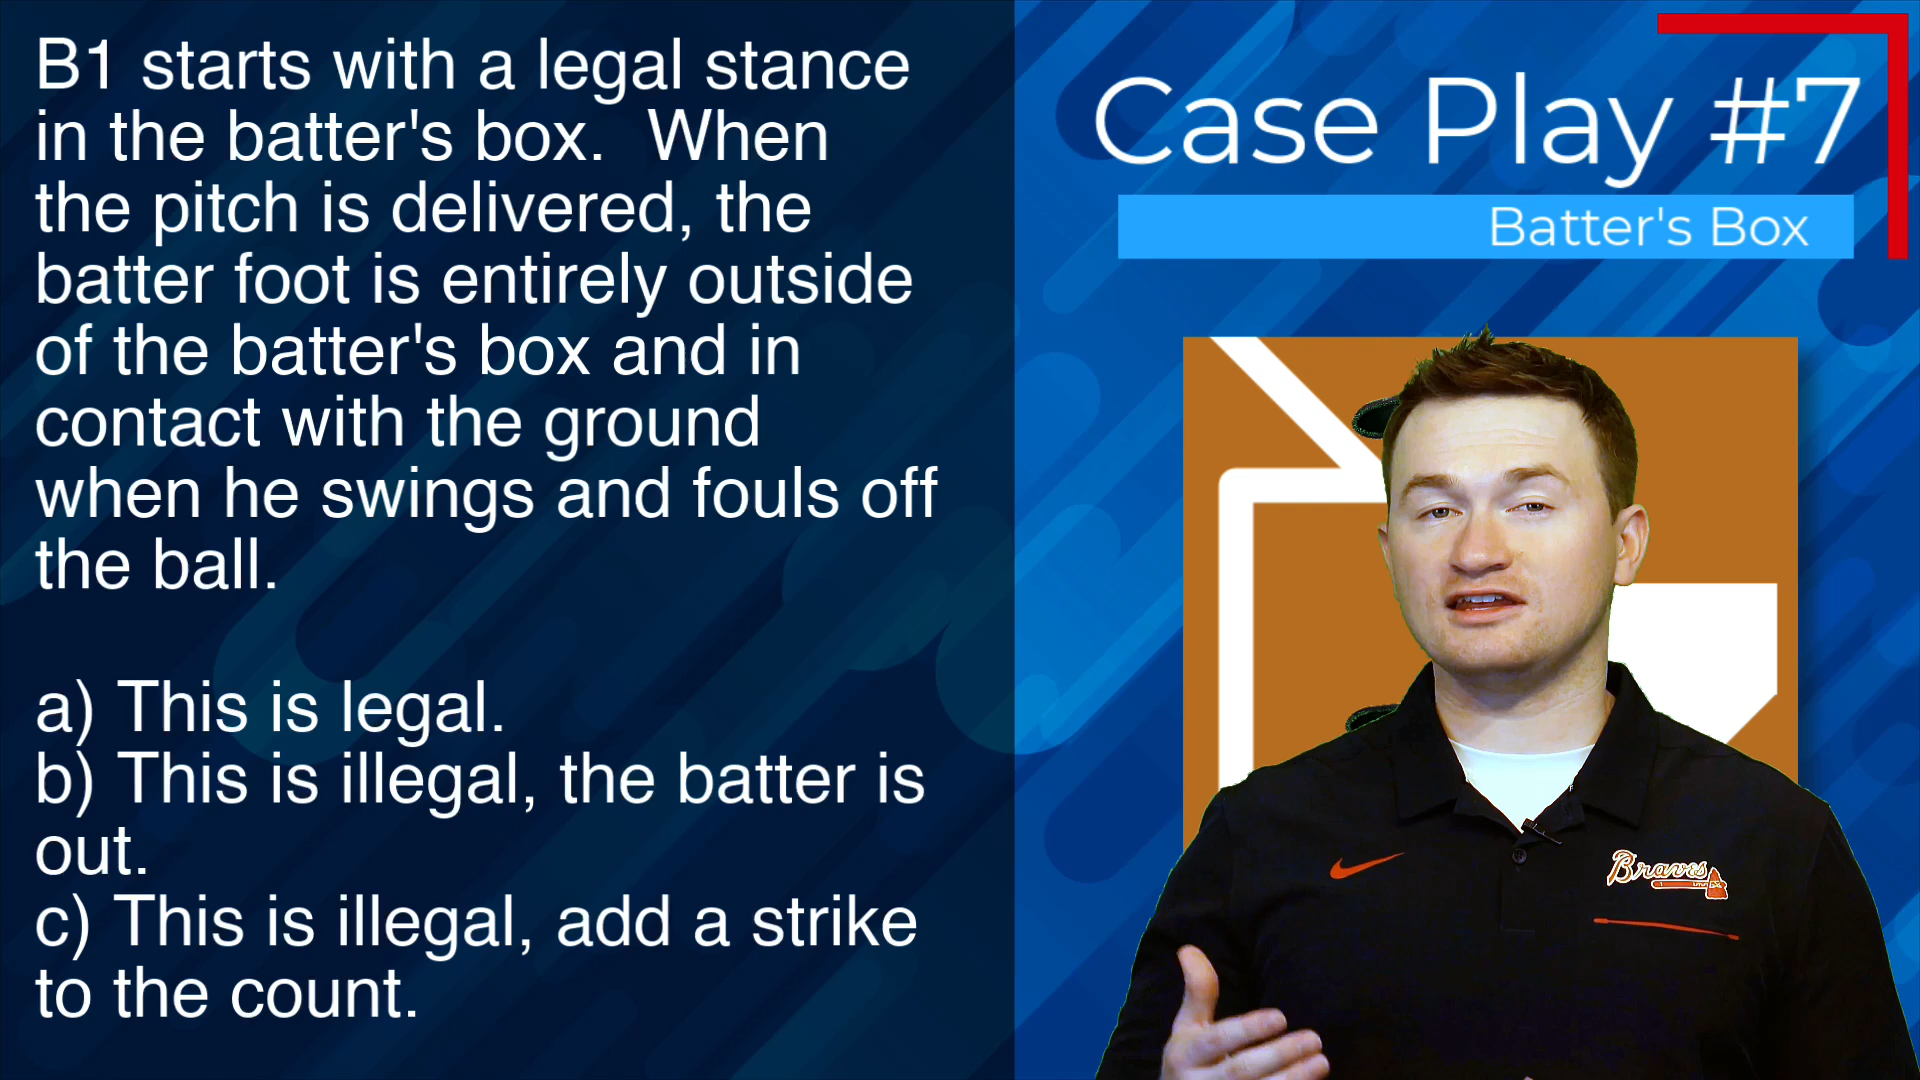 B1 starts with a legal stance
in the batter's box.  When
the pitch is delivered, the
batter foot is entirely outside
of the batter's box and in
contact with the ground
when he swings and fouls off
the ball.
a) This is legal.
b) This is illegal, the batter is
out.
c) This is illegal, add a strike
to the count.
Case Play #7
Batter's Box
Braves